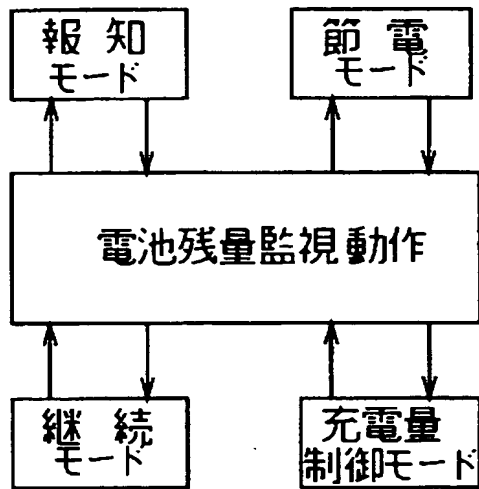 報知
モード
節電
モード
電池残量監視動作
継続
モード
充電量
制御モード